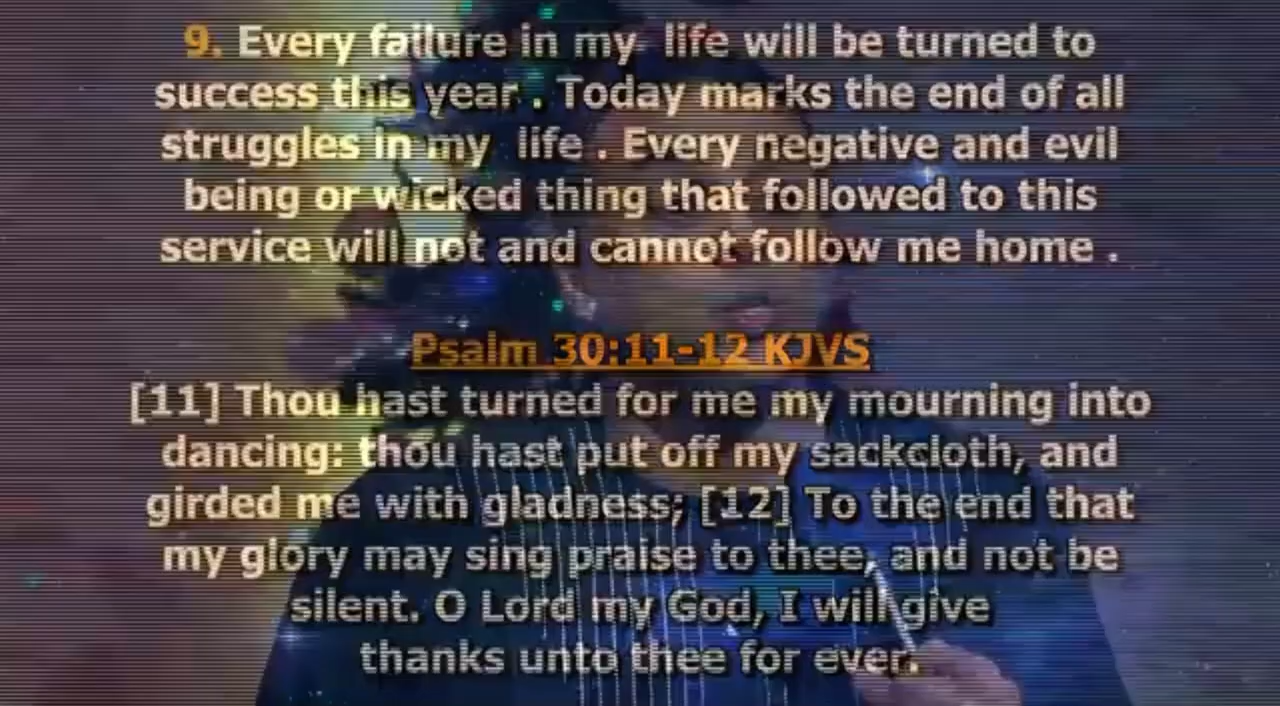 9. Every failure in my life will be turned to
success this year . Today marks the end of all
struggles in my life . Every negative and evil
being or wicked thing that followed to this
service will not and cannot follow me home .
Psalm 30:11-12 KJVS
[11] Thou hast turned for me my mourning into
dancing: thou hast put off my sackcloth, and
girded me with gladness; [12] To the end that
my glory may sing praise to thee, and not be
silent. O Lord my God, I will give
thanks unto thee for ever.